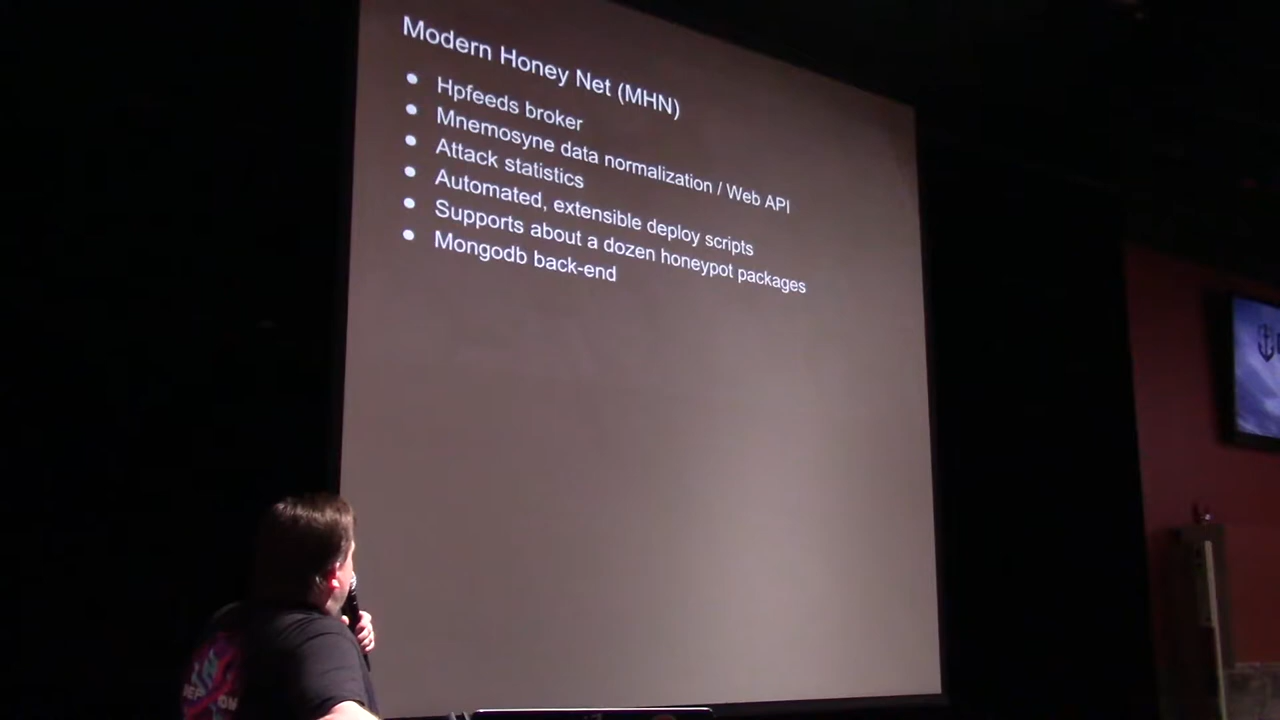 Modern Honey Net (MHN)
● Hpfeeds broker
● Mnemosyne data normalization / Web API
● Attack statistics
● Automated, extensible deploy scripts
● Supports about a dozen honeypot packages
● Mongodb back-end